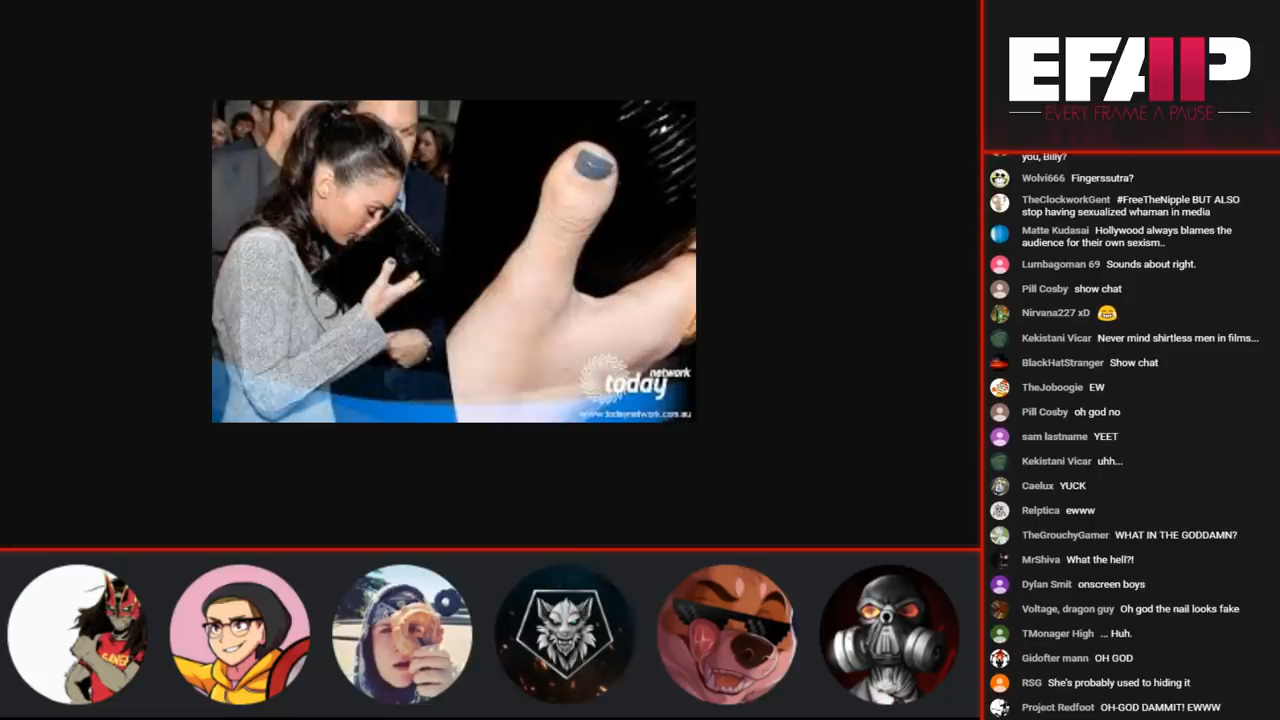 EFAP
EVERY FRAME A PAUSE
you, Billy?
Wolvi666 Fingerssutra?
TheClockworkGent #FreeTheNipple BUT ALSO
stop having sexualized whaman in media
Matte Kudasai Hollywood always blames the
audience for their own sexism..
Lumbagoman 69 Sounds about right.
Pill Cosby show chat
Nirvana227 xD 😂
Kekistani Vicar Never mind shirtless men in films...
BlackHatStranger Show chat
TheJoboogie EW
Pill Cosby oh god no
sam lastname YEET
Kekistani Vicar uhh...
Caelux YUCK
Relptica ewww
TheGrouchyGamer WHAT IN THE GODDAMN?
MrShiva What the hell?!
Dylan Smit onscreen boys
Voltage, dragon guy Oh god the nail looks fake
TMonager High ... Huh.
Gidofter mann OH GOD
RSG She's probably used to hiding it
Project Redfoot OH-GOD DAMMIT! EWWW
network
today
www.todaynetwork.com.au